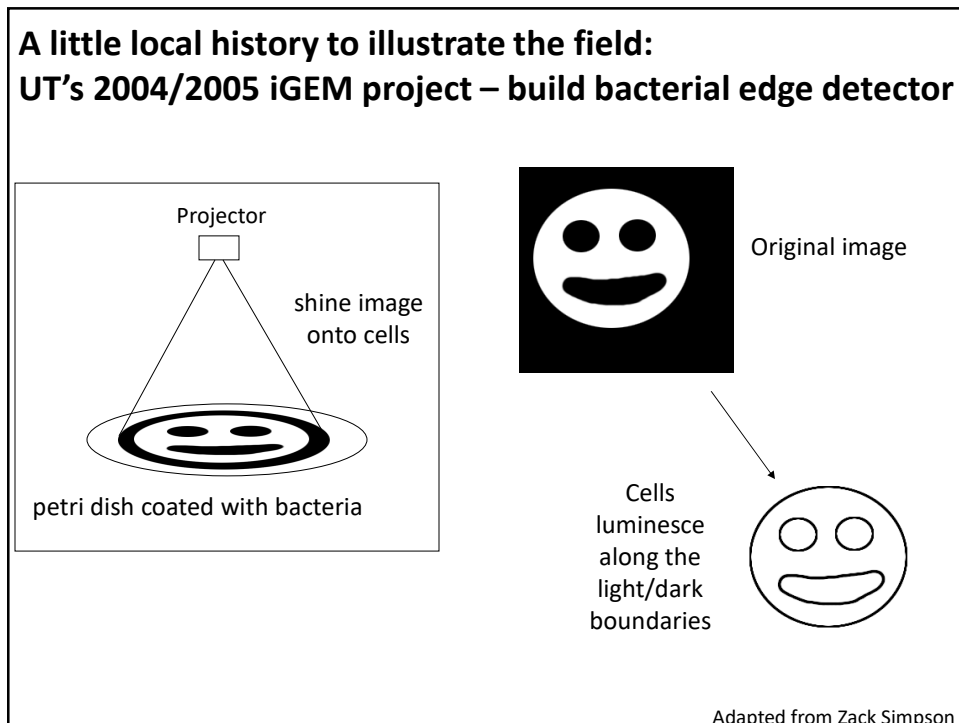 A little local history to illustrate the field:
UT's 2004/2005 iGEM project – build bacterial edge detector
Projector
shine image
onto cells
petri dish coated with bacteria
Original image
Cells
luminesce
along the
light/dark
boundaries
Adapted from Zack Simpson